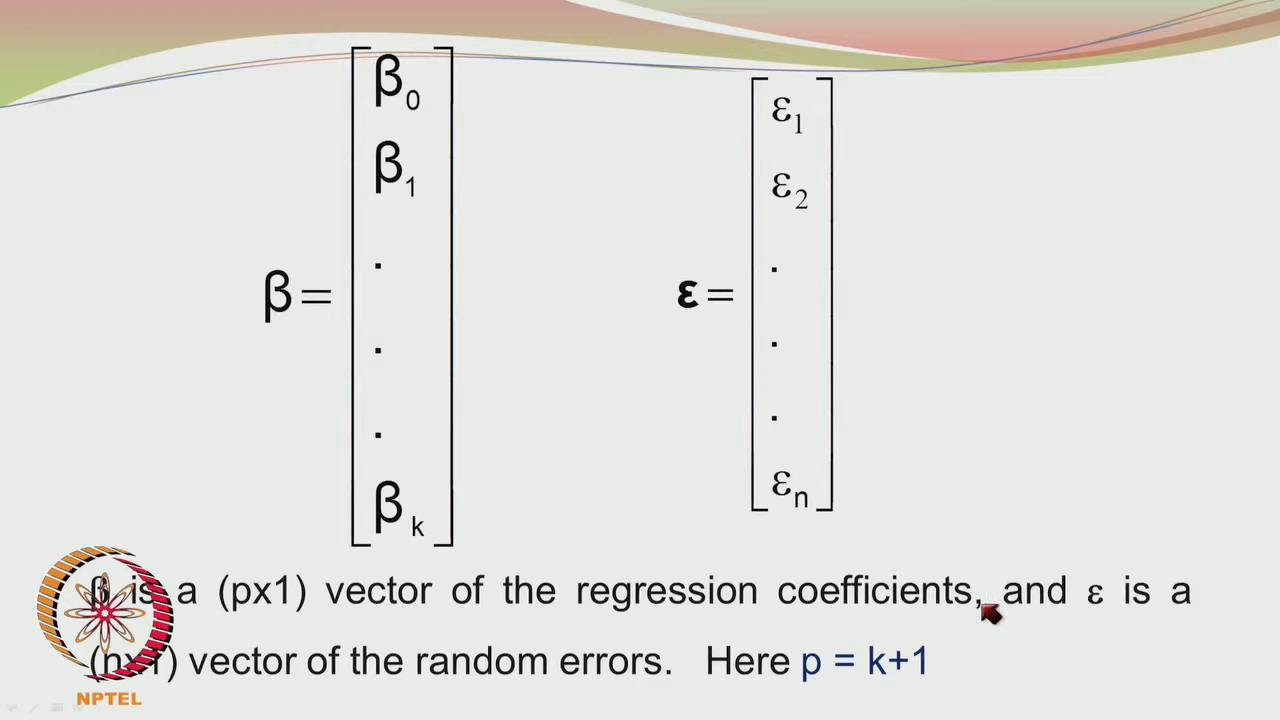 β = [β0 β1 . . . βk]
ε = [ε1 ε2 . . . εn]
β is a (px1) vector of the regression coefficients, and ε is a
(nx1) vector of the random errors. Here p = k+1
NPTEL